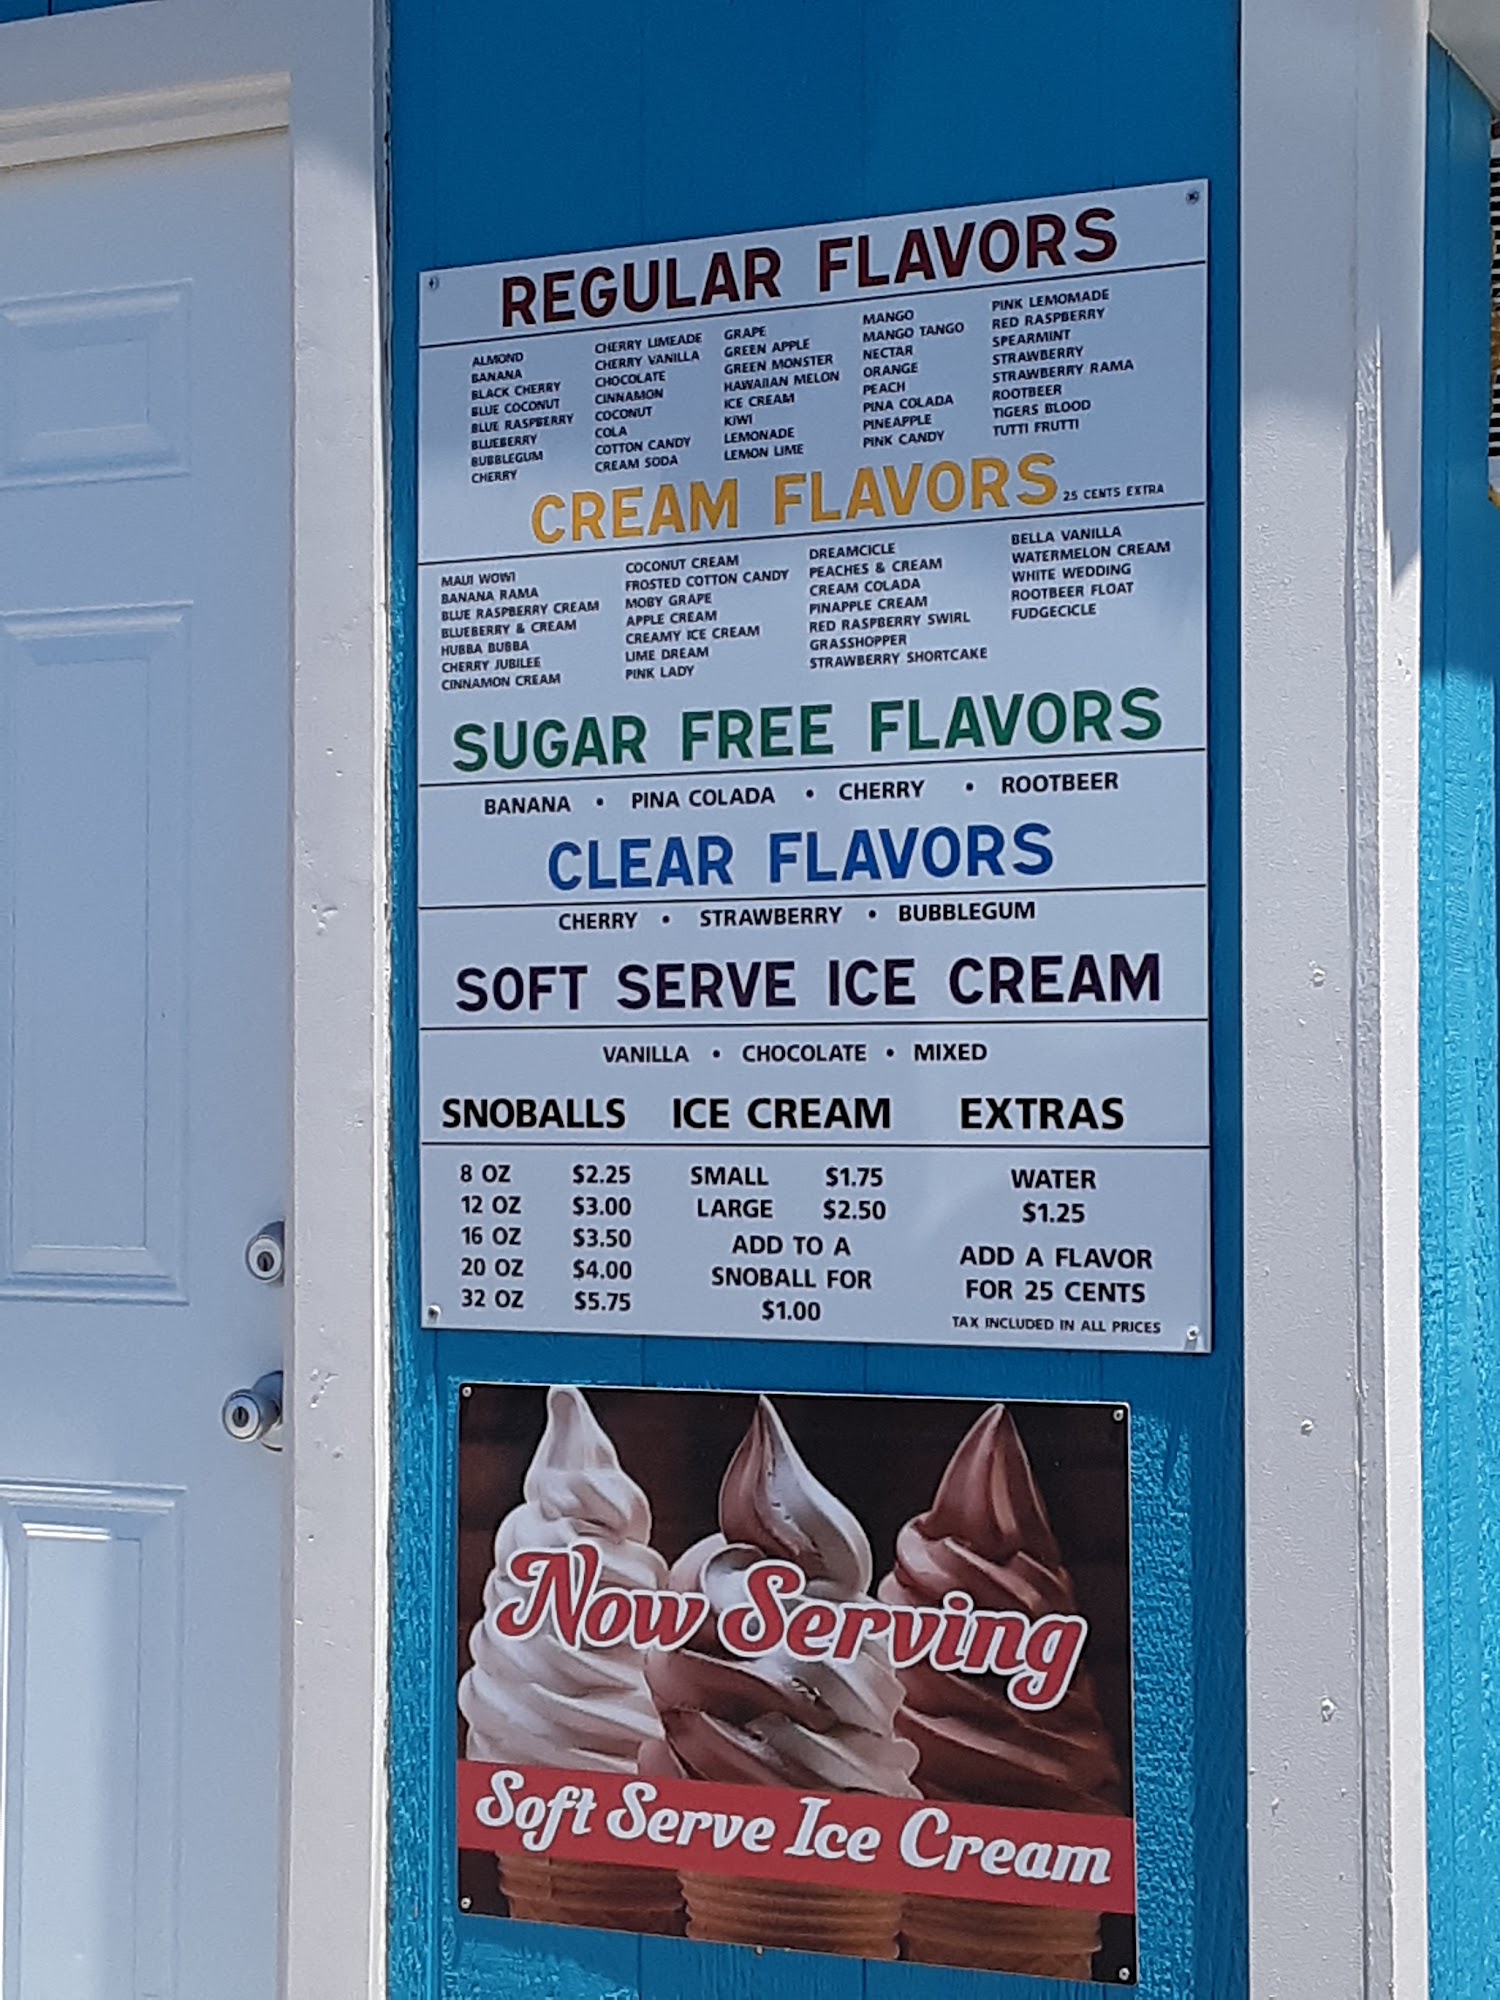 REGULAR FLAVORS
ALMOND
BANANA
BLACK CHERRY
BLUE COCONUT
BLUE RASPBERRY
BLUEBERRY
BUBBLEGUM
CHERRY
CHERRY LIMEADE
CHERRY VANILLA
CHOCOLATE
CINNAMON
COCONUT
COLA
COTTON CANDY
CREAM SODA
GRAPE
GREEN APPLE
GREEN MONSTER
HAWAIIAN MELON
ICE CREAM
KIWI
LEMONADE
LEMON LIME
MANGO
MANGO TANGO
NECTAR
ORANGE
PEACH
PINA COLADA
PINEAPPLE
PINK CANDY
PINK LEMOMADE
RED RASPBERRY
SPEARMINT
STRAWBERRY
STRAWBERRY RAMA
ROOTBEER
TIGERS BLOOD
TUTTI FRUTTI
CREAM FLAVORS 25 CENTS EXTRA
MAUI WOWI
BANANA RAMA
BLUE RASPBERRY CREAM
BLUEBERRY & CREAM
HUBBA BUBBA
CHERRY JUBILEE
CINNAMON CREAM
COCONUT CREAM
FROSTED COTTON CANDY
MOBY GRAPE
APPLE CREAM
CREAMY ICE CREAM
LIME DREAM
PINK LADY
DREAMCICLE
PEACHES & CREAM
CREAM COLADA
PINAPPLE CREAM
RED RASPBERRY SWIRL
GRASSHOPPER
STRAWBERRY SHORTCAKE
BELLA VANILLA
WATERMELON CREAM
WHITE WEDDING
ROOTBEER FLOAT
FUDGECICLE
SUGAR FREE FLAVORS
BANANA • PINA COLADA • CHERRY • ROOTBEER
CLEAR FLAVORS
CHERRY • STRAWBERRY • BUBBLEGUM
SOFT SERVE ICE CREAM
VANILLA • CHOCOLATE • MIXED
SNOBALLS
8 OZ $2.25
12 OZ $3.00
16 OZ $3.50
20 OZ $4.00
32 OZ $5.75
ICE CREAM
SMALL $1.75
LARGE $2.50
ADD TO A
SNOBALL FOR
$1.00
EXTRAS
WATER
$1.25
ADD A FLAVOR
FOR 25 CENTS
TAX INCLUDED IN ALL PRICES
Now Serving
Soft Serve Ice Cream